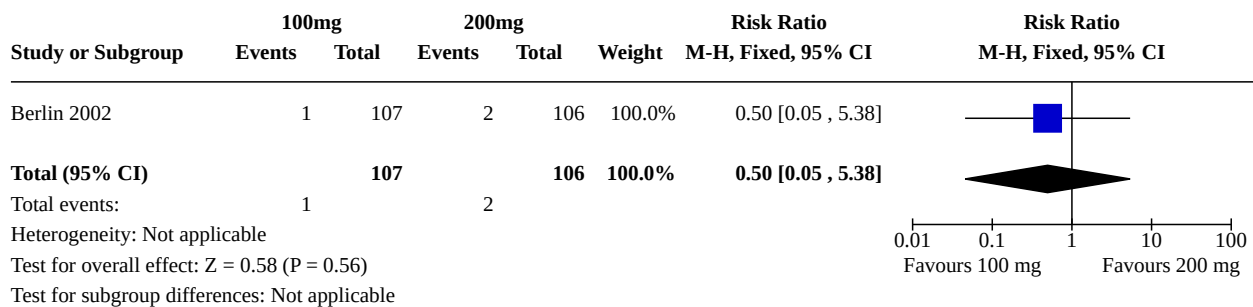 100mg 200mg Risk Ratio Risk Ratio
Study or Subgroup Events Total Events Total Weight M-H, Fixed, 95% CI M-H, Fixed, 95% CI
Berlin 2002 1 107 2 106 100.0% 0.50 [0.05 , 5.38]
Total (95% CI) 107 106 100.0% 0.50 [0.05 , 5.38]
Total events: 1 2
Heterogeneity: Not applicable
0.01 0.1 1 10 100
Test for overall effect: Z = 0.58 (P = 0.56)
Favours 100 mg Favours 200 mg
Test for subgroup differences: Not applicable